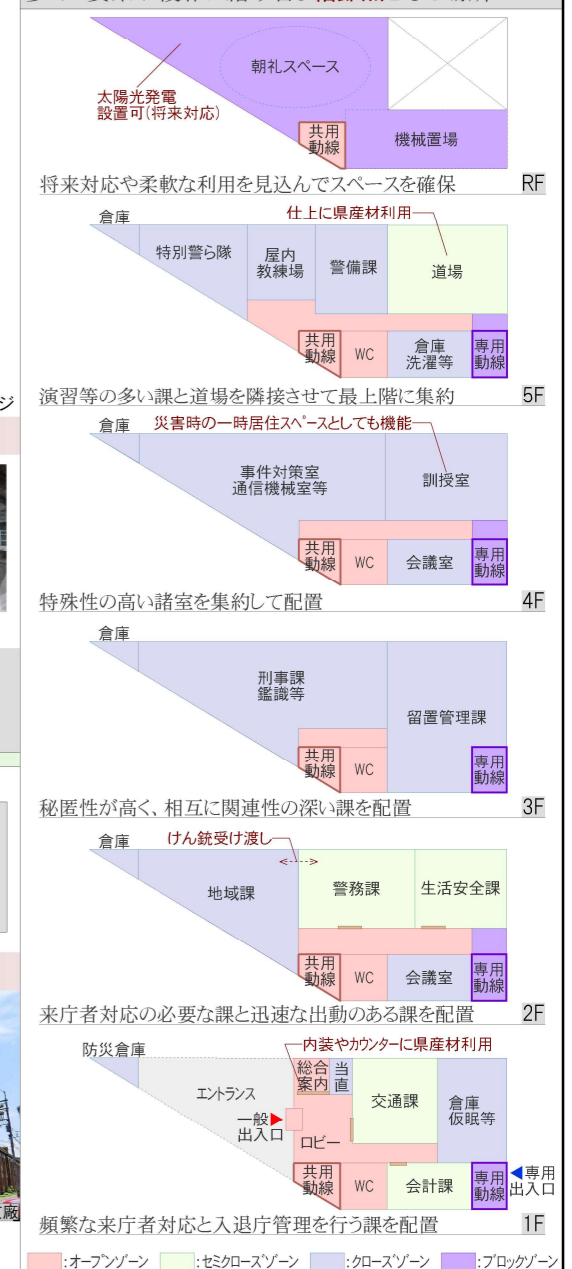 朝礼スペース
太陽光発電
設置可(将来対応)
共用
動線
機械置場
将来対応や柔軟な利用を見込んでスペースを確保 RF
倉庫
仕上に県産材利用
特別警ら隊
屋内
教練場
警備課
道場
共用
動線
WC
倉庫
洗濯等
専用
動線
演習等の多い課と道場を隣接させて最上階に集約 5F
倉庫
災害時の一時居住スペースとしても機能
事件対策室
通信機械室等
訓授室
共用
動線
WC
会議室
専用
動線
特殊性の高い諸室を集約して配置 4F
倉庫
刑事課
鑑識等
留置管理課
共用
動線
WC
専用
動線
秘匿性が高く、相互に関連性の深い課を配置 3F
倉庫
けん銃受け渡し
地域課
警務課
生活安全課
共用
動線
WC
会議室
専用
動線
来庁者対応の必要な課と迅速な出動のある課を配置 2F
防災倉庫
内装やカウンターに県産材利用
エントランス
総合
案内
当
直
交通課
倉庫
仮眠等
一般
出入口
ロビー
共用
動線
WC
会計課
専用
動線
専用
出入口
頻繁な来庁者対応と入退庁管理を行う課を配置 1F
:オープンゾーン :セミクローズゾーン :クローズゾーン :ブロックゾーン
ジ